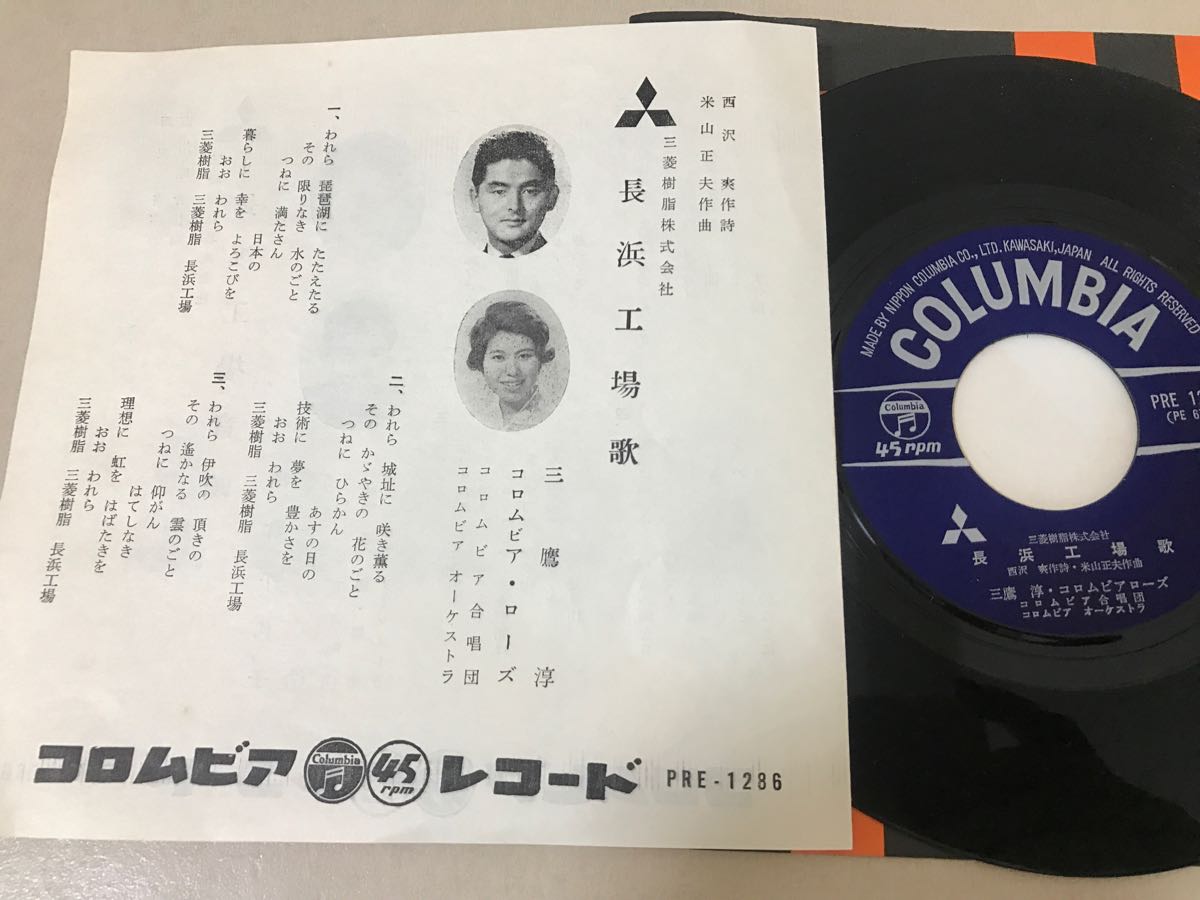 西沢 爽作詩
米山正夫作曲
三菱樹脂株式会社
長浜工場歌
三鷹淳
コロムビア・ローズ
コロムビア合唱団
コロムビア オーケストラ
一、われら 琵琶湖に たたえたる
その 限りなき 水のごと
つねに 満たさん
日本の
暮らしに 幸を よろこびを
おお われら
三菱樹脂 三菱樹脂 長浜工場
二、われら 城址に 咲き薫る
その かゞやきの 花のごと
つねに ひらかん
あすの日の
技術に 夢を 豊かさを
おお われら
三菱樹脂 三菱樹脂 長浜工場
三、われら 伊吹の 頂きの
その 遙かなる 雲のごと
つねに 仰がん
はてしなき
理想に 虹を はばたきを
おお われら
三菱樹脂 三菱樹脂 長浜工場
コロムビア Columbia 45 rpm レコード PRE-1286
MADE BY NIPPON COLUMBIA CO., LTD. KAWASAKI, JAPAN ALL RIGHTS RESERVED
COLUMBIA
Columbia
45 rpm
PRE 12
(PE 6
三菱樹脂株式会社
長浜工場歌
西沢 爽作詩・米山正夫作曲
三鷹 淳・コロムビアローズ
コロムビア合唱団
コロムビア オーケストラ